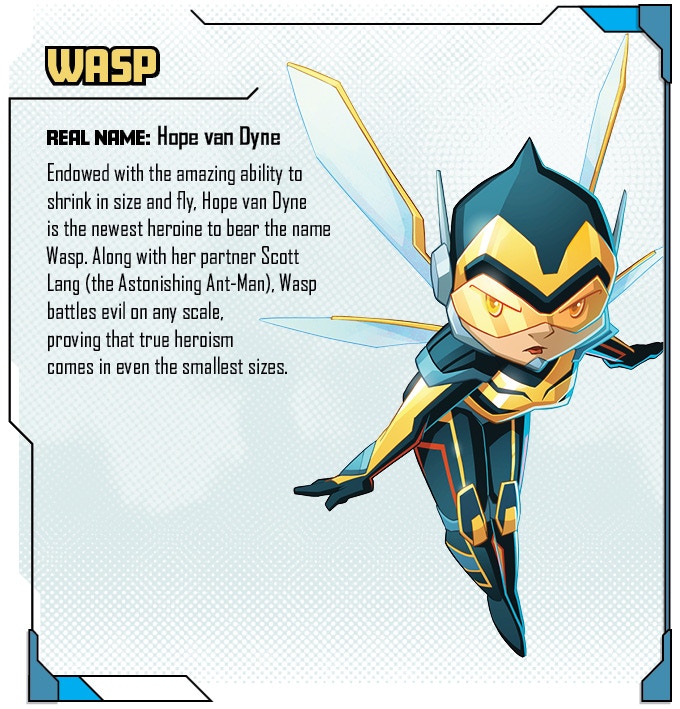 WASP
REAL NAME: Hope van Dyne
Endowed with the amazing ability to
shrink in size and fly, Hope van Dyne
is the newest heroine to bear the name
Wasp. Along with her partner Scott
Lang (the Astonishing Ant-Man), Wasp
battles evil on any scale,
proving that true heroism
comes in even the smallest sizes.